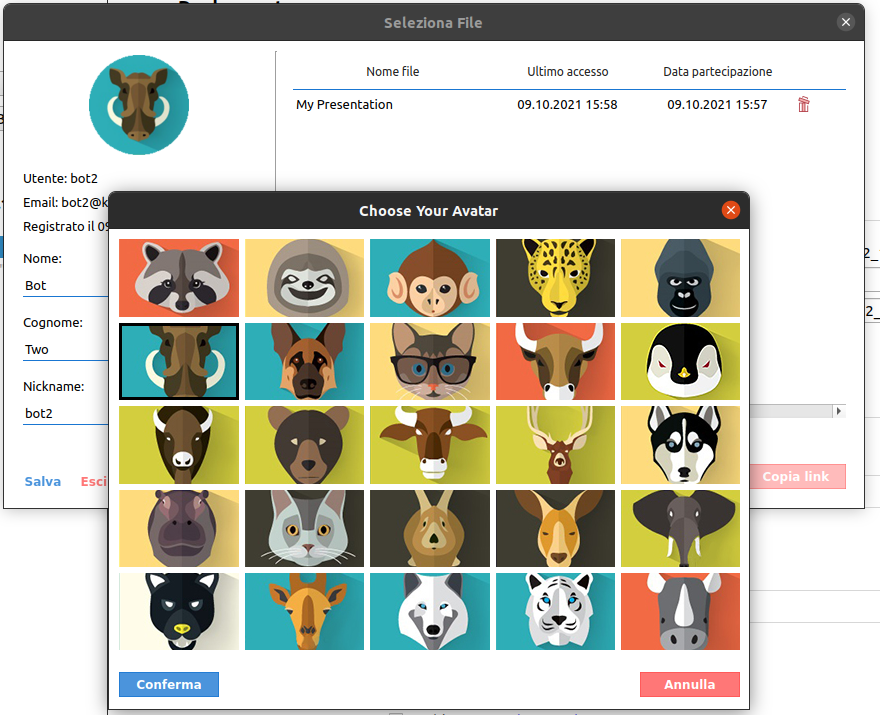 Seleziona File
Nome file Ultimo accesso Data partecipazione
My Presentation 09.10.2021 15:58 09.10.2021 15:57
Utente: bot2
Email: bot2@k
Registrato il 09
Nome:
Bot
Cognome:
Two
Nickname:
bot2
Salva Esci
Copia link
Choose Your Avatar
Conferma Annulla
2_
2_